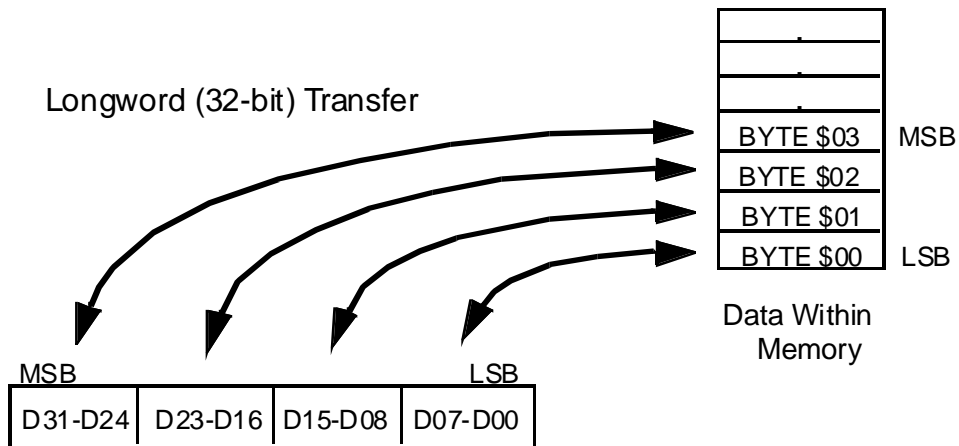 Longword (32-bit) Transfer
.
.
.
BYTE $03 MSB
BYTE $02
BYTE $01
BYTE $00 LSB
Data Within
Memory
MSB LSB
D31-D24 D23-D16 D15-D08 D07-D00